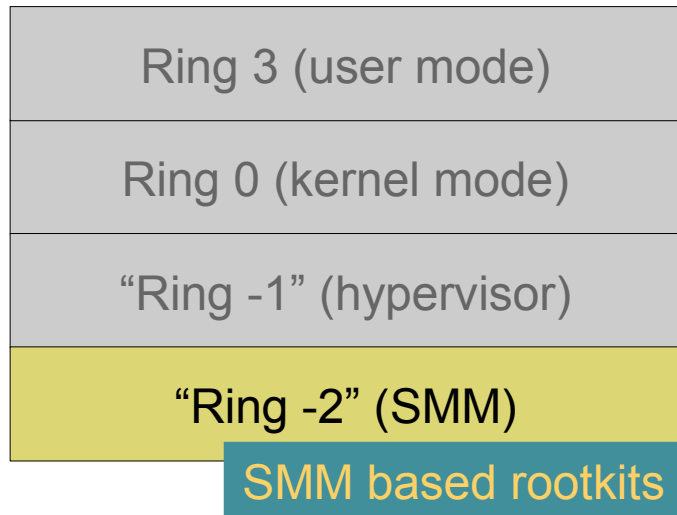 Ring 3 (user mode)
Ring 0 (kernel mode)
“Ring -1” (hypervisor)
“Ring -2” (SMM)
SMM based rootkits